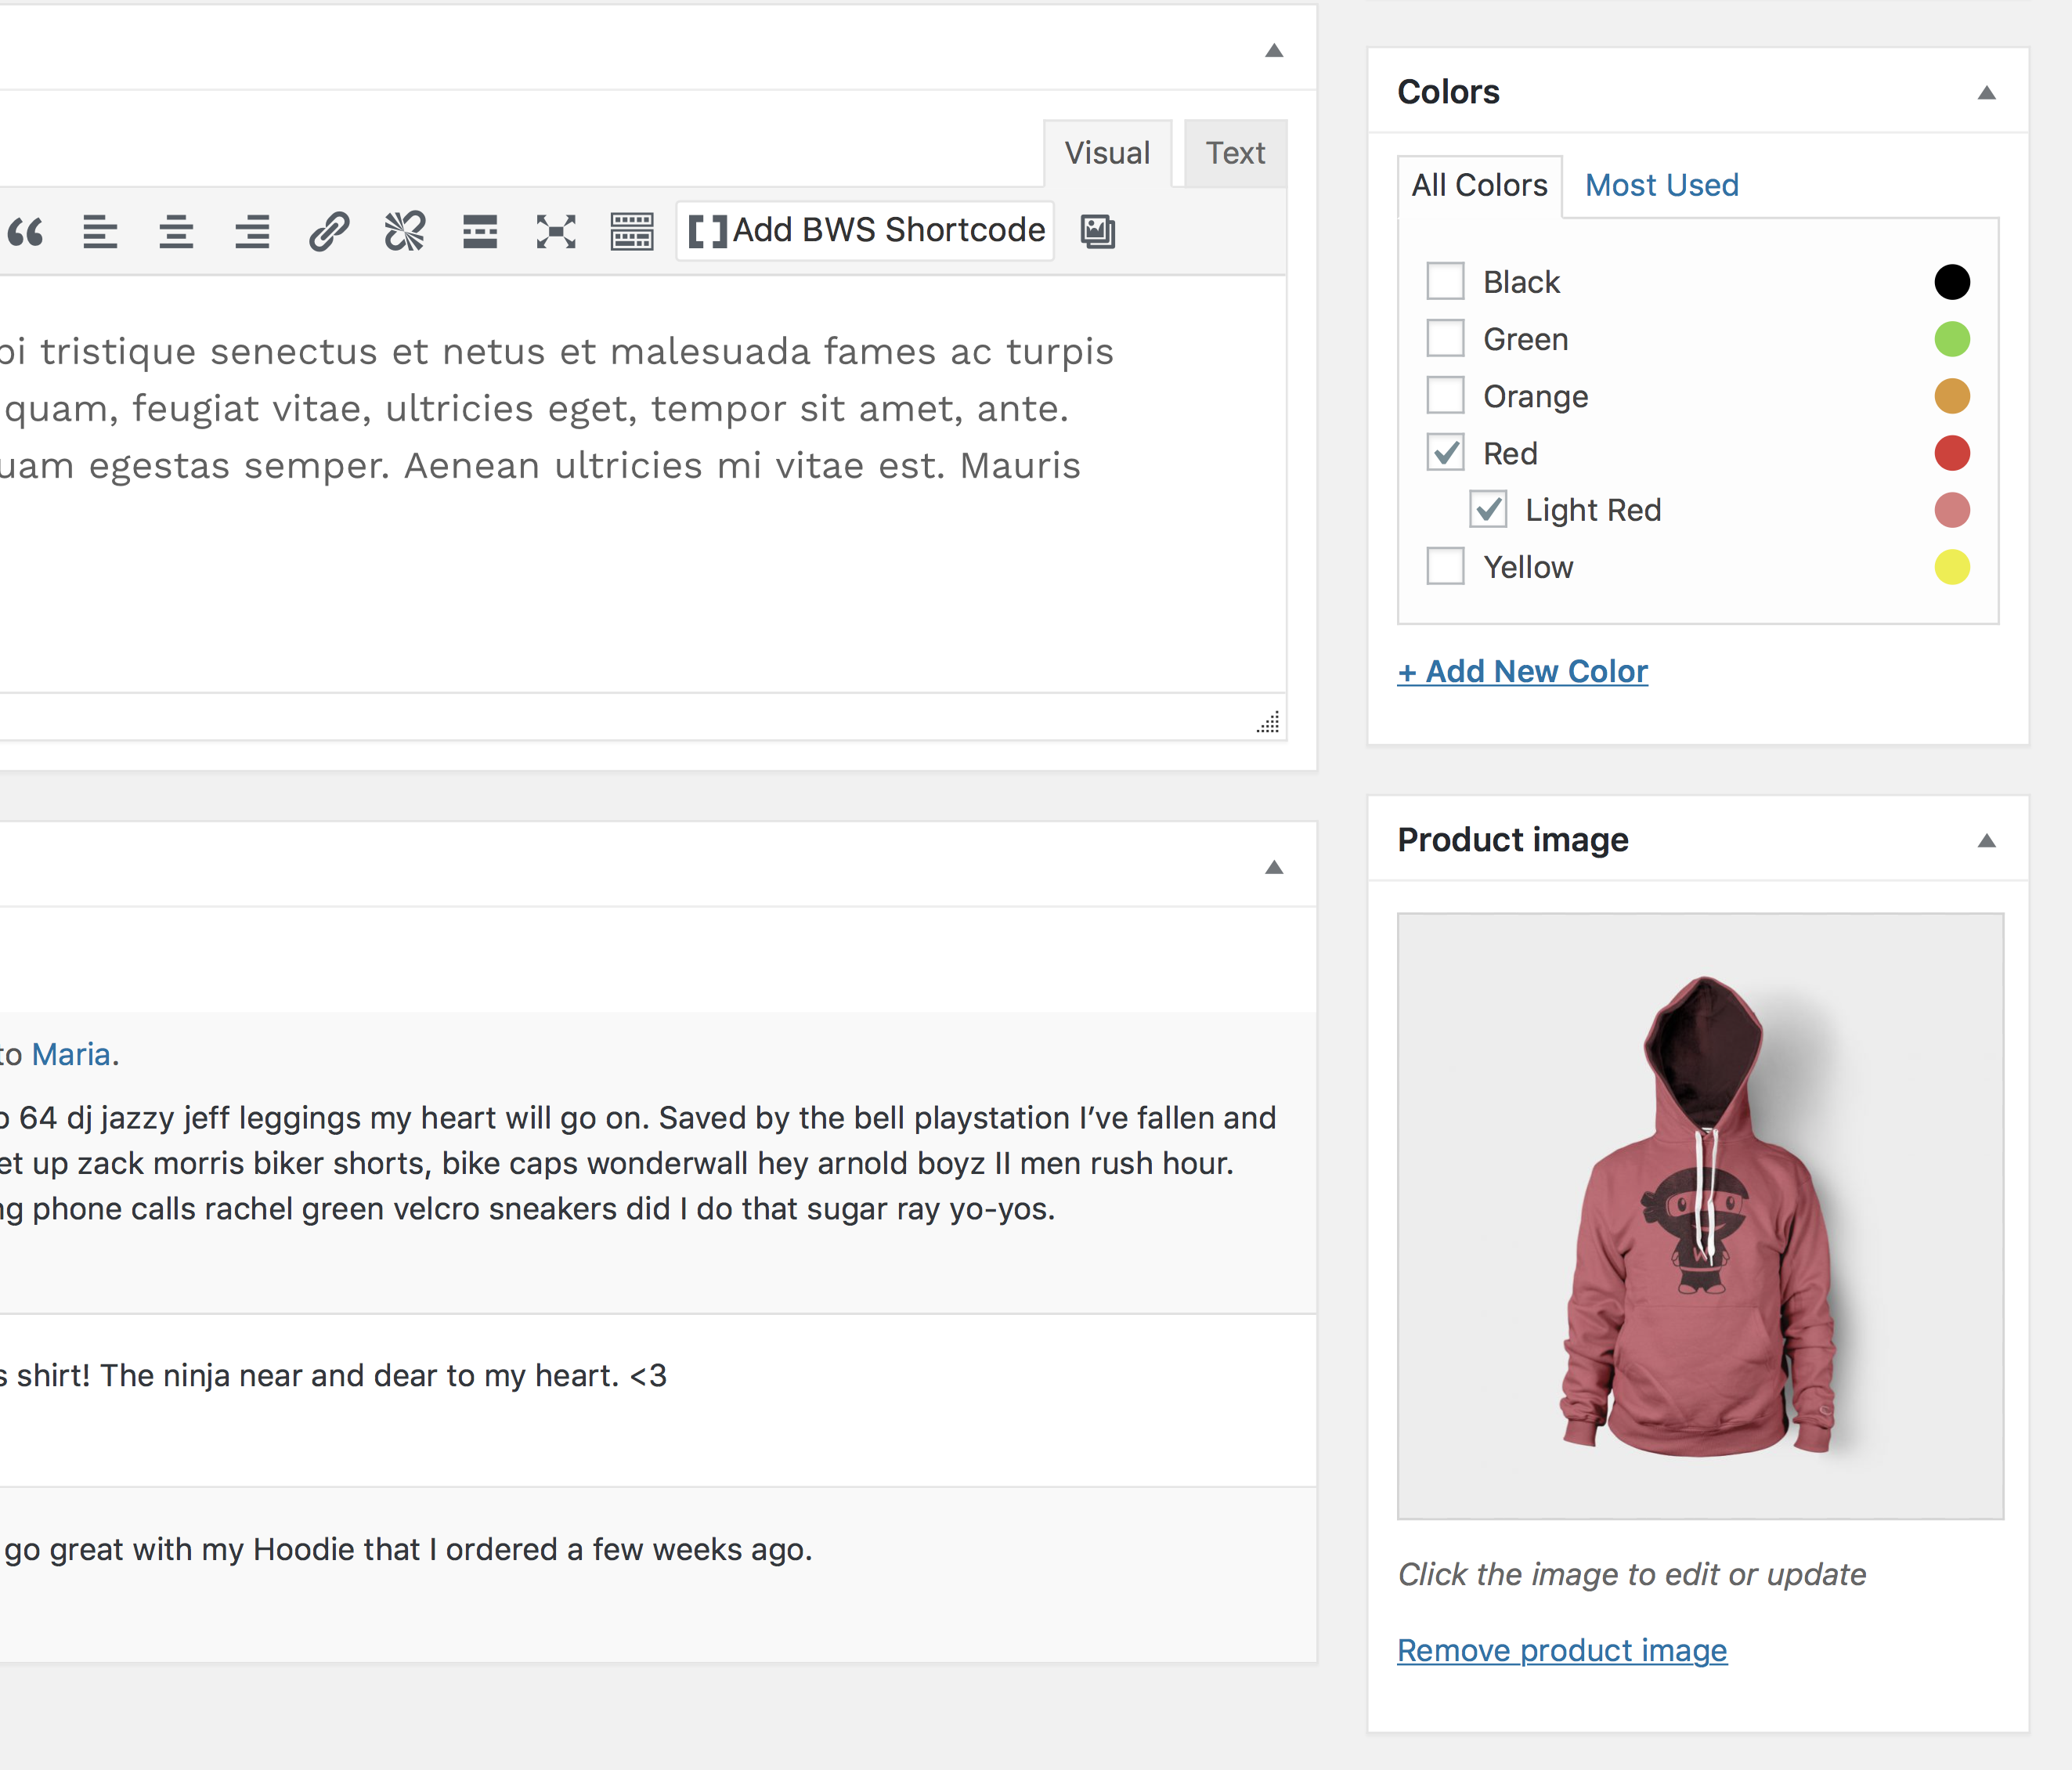 Visual
Text
Add BWS Shortcode
tristique senectus et netus et malesuada fames ac turpis
quam, feugiat vitae, ultricies eget, tempor sit amet, ante.
egestas semper. Aenean ultricies mi vitae est. Mauris
to Maria.
64 dj jazzy jeff leggings my heart will go on. Saved by the bell playstation I’ve fallen and
up zack morris biker shorts, bike caps wonderwall hey arnold boyz II men rush hour.
phone calls rachel green velcro sneakers did I do that sugar ray yo-yos.
shirt! The ninja near and dear to my heart. <3
go great with my Hoodie that I ordered a few weeks ago.
Colors
All Colors
Most Used
Black
Green
Orange
Red
Light Red
Yellow
+ Add New Color
Product image
W
Click the image to edit or update
Remove product image